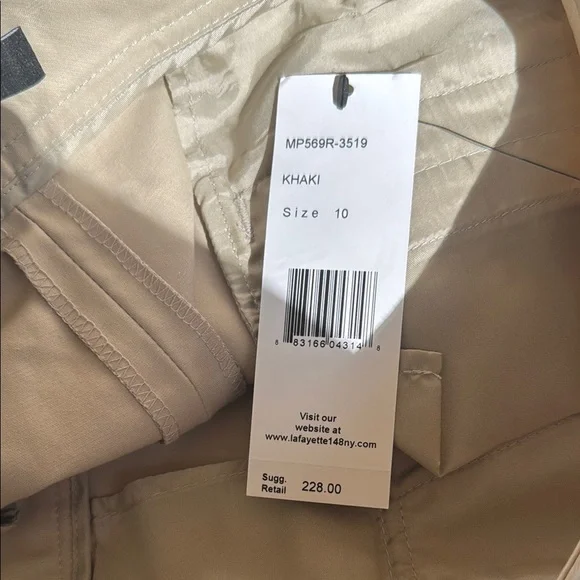 MP569R-3519
KHAKI
Size 10
8 83166 04314 8
Visit our
website at
www.lafayette148ny.com
Sugg.
Retail 228.00